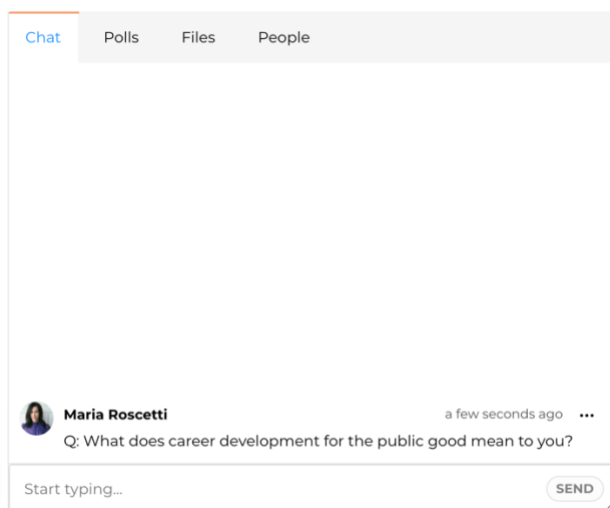 Chat Polls Files People
Maria Roscetti a few seconds ago
Q: What does career development for the public good mean to you?
Start typing... SEND